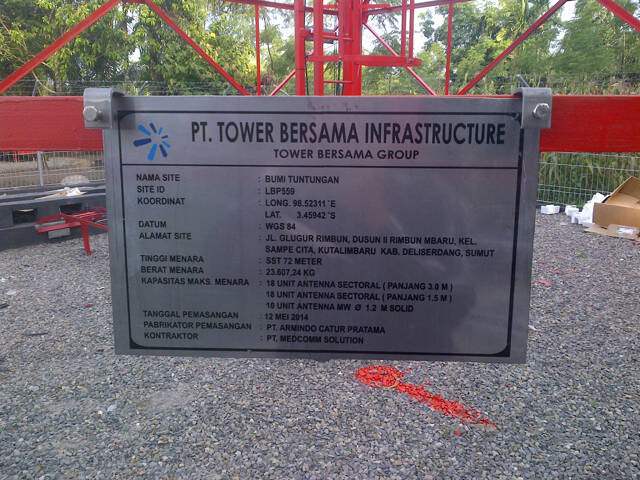 PT. TOWER BERSAMA INFRASTRUCTURE
TOWER BERSAMA GROUP
NAMA SITE : BUMI TUNTUNGAN
SITE ID : LBP559
KOORDINAT : LONG. 98.52311°E
LAT. 3.45942°S
DATUM : WGS 84
ALAMAT SITE : JL. GLUGUR RIMBUN, DUSUN II RIMBUN MBARU, KEL.
SAMPE CITA, KUTALIMBARU KAB. DELISERDANG, SUMUT
TINGGI MENARA : SST 72 METER
BERAT MENARA : 23.607,24 KG
KAPASITAS MAKS. MENARA : 18 UNIT ANTENNA SECTORAL ( PANJANG 3.0 M )
18 UNIT ANTENNA SECTORAL ( PANJANG 1.5 M )
10 UNIT ANTENNA MW Ø 1.2 M SOLID
TANGGAL PEMASANGAN : 12 MEI 2014
PABRIKATOR PEMASANGAN : PT. ARMINDO CATUR PRATAMA
KONTRAKTOR : PT. MEDCOMM SOLUTION